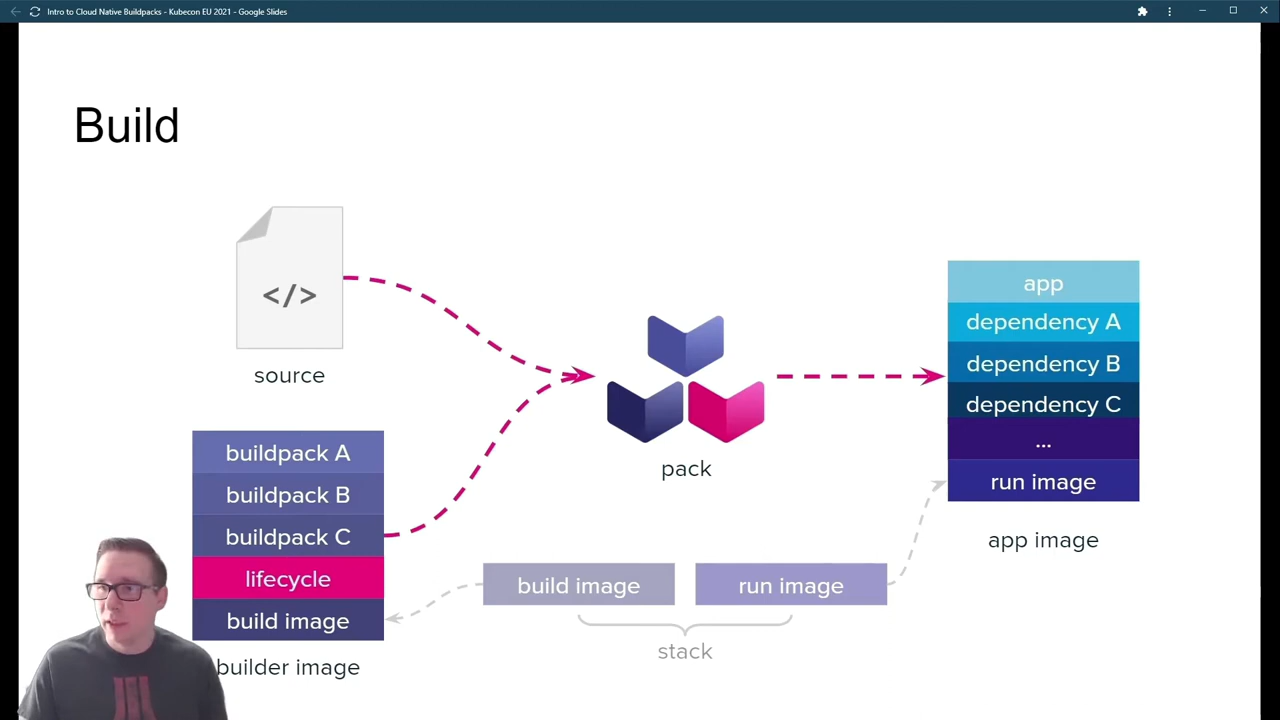 Intro to Cloud Native Buildpacks - Kubecon EU 2021 - Google Slides
Build
</>
source
buildpack A
buildpack B
buildpack C
lifecycle
build image
builder image
pack
build image
run image
stack
app
dependency A
dependency B
dependency C
...
run image
app image